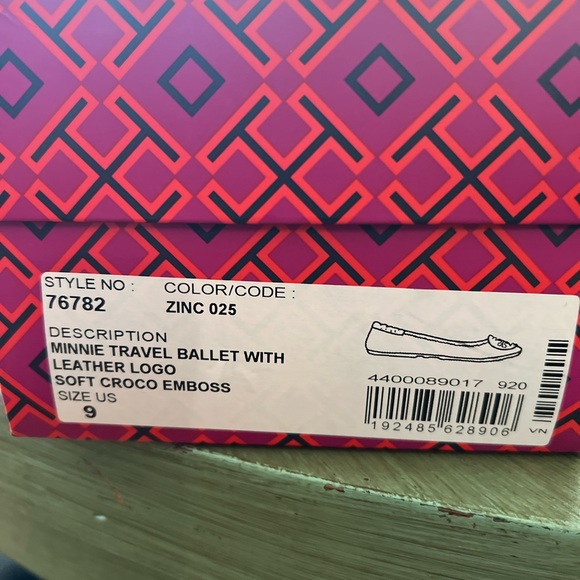 STYLE NO : COLOR/CODE :
76782 ZINC 025
DESCRIPTION
MINNIE TRAVEL BALLET WITH
LEATHER LOGO
SOFT CROCO EMBOSS
SIZE US
9
4400089017 920
192485 628906
VN